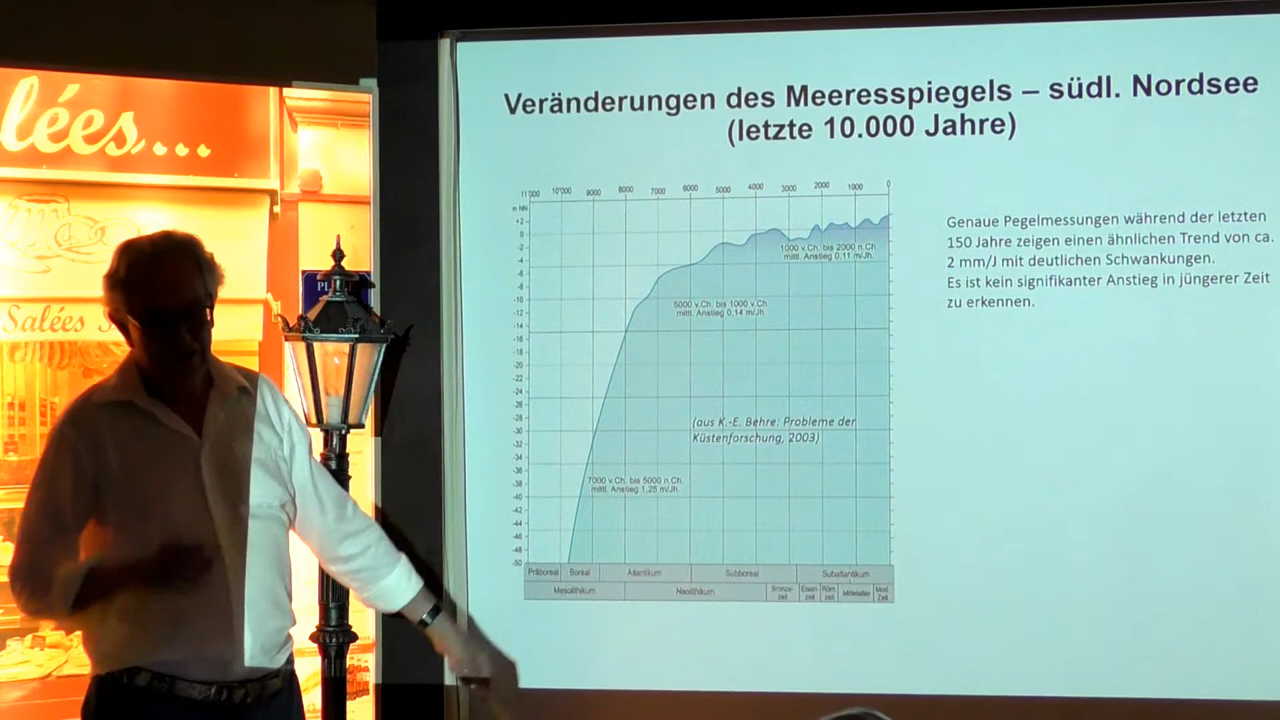 lées...
Salées
PL
Veränderungen des Meeresspiegels – südl. Nordsee
(letzte 10.000 Jahre)
11'000 10'000 9000 8000 7000 6000 5000 4000 3000 2000 1000 0
m NN
+2
0
-2
-4
-6
-8
-10
-12
-14
-16
-18
-20
-22
-24
-26
-28
-30
-32
-34
-36
-38
-40
-42
-44
-46
-48
-50
1000 v.Ch. bis 2000 n.Ch.
mittl. Anstieg 0,11 m/Jh.
5000 v.Ch. bis 1000 v.Ch.
mittl. Anstieg 0,14 m/Jh.
(aus K.-E. Behre: Probleme der
Küstenforschung, 2003)
7000 v.Ch. bis 5000 n.Ch.
mittl. Anstieg 1,25 m/Jh.
Präboreal Boreal Atlantikum Subboreal Subatlantikum
Mesolithikum Neolithikum Bronze-
zeit Eisen-
zeit Röm.
zeit Mittelalter Mod.
Zeit
Genaue Pegelmessungen während der letzten
150 Jahre zeigen einen ähnlichen Trend von ca.
2 mm/J mit deutlichen Schwankungen.
Es ist kein signifikanter Anstieg in jüngerer Zeit
zu erkennen.